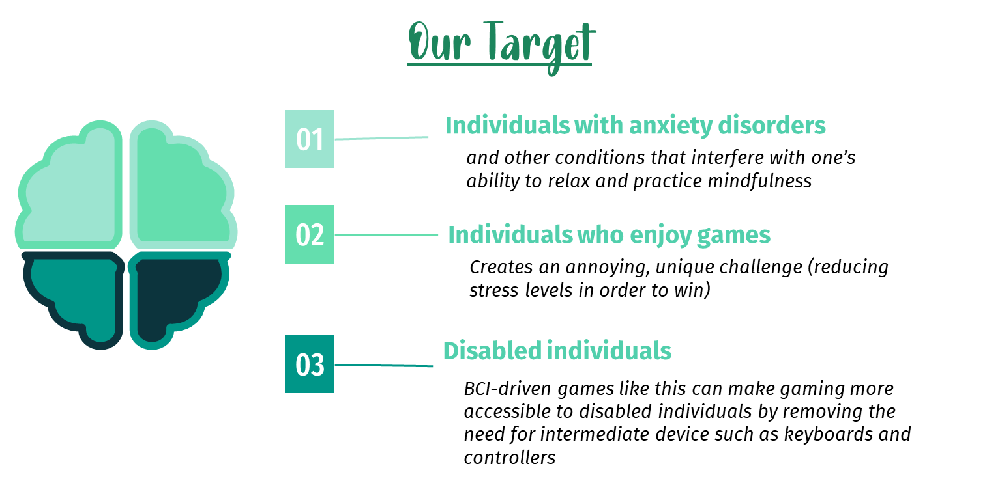 Our Target
01
Individuals with anxiety disorders
and other conditions that interfere with one’s
ability to relax and practice mindfulness
02
Individuals who enjoy games
Creates an annoying, unique challenge (reducing
stress levels in order to win)
03
Disabled individuals
BCI-driven games like this can make gaming more
accessible to disabled individuals by removing the
need for intermediate device such as keyboards and
controllers